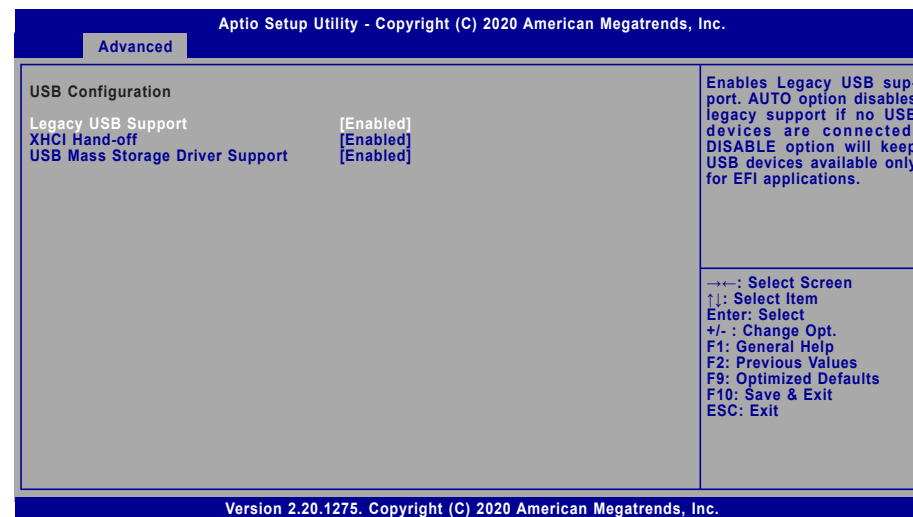 Aptio Setup Utility - Copyright (C) 2020 American Megatrends, Inc.
Advanced
USB Configuration
Legacy USB Support [Enabled]
XHCI Hand-off [Enabled]
USB Mass Storage Driver Support [Enabled]
Enables Legacy USB sup-
port. AUTO option disables
legacy support if no USB
devices are connected.
DISABLE option will keep
USB devices available only
for EFI applications.
→←: Select Screen
↑↓: Select Item
Enter: Select
+/- : Change Opt.
F1: General Help
F2: Previous Values
F9: Optimized Defaults
F10: Save & Exit
ESC: Exit
Version 2.20.1275. Copyright (C) 2020 American Megatrends, Inc.